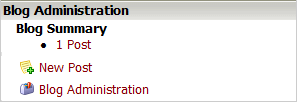 Blog Administration
Blog Summary
• 1 Post
New Post
Blog Administration